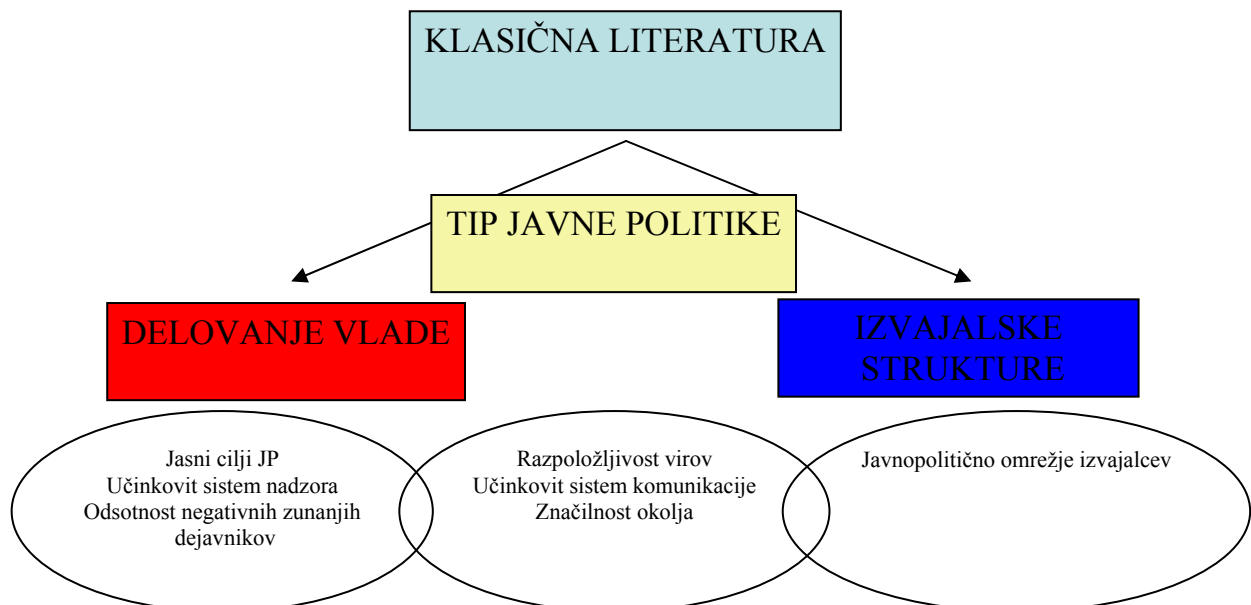 KLASIČNA LITERATURA
TIP JAVNE POLITIKE
DELOVANJE VLADE
IZVAJALSKE
STRUKTURE
Jasni cilji JP
Učinkovit sistem nadzora
Odsotnost negativnih zunanjih
dejavnikov
Razpoložljivost virov
Učinkovit sistem komunikacije
Značilnost okolja
Javnopolitično omrežje izvajalcev